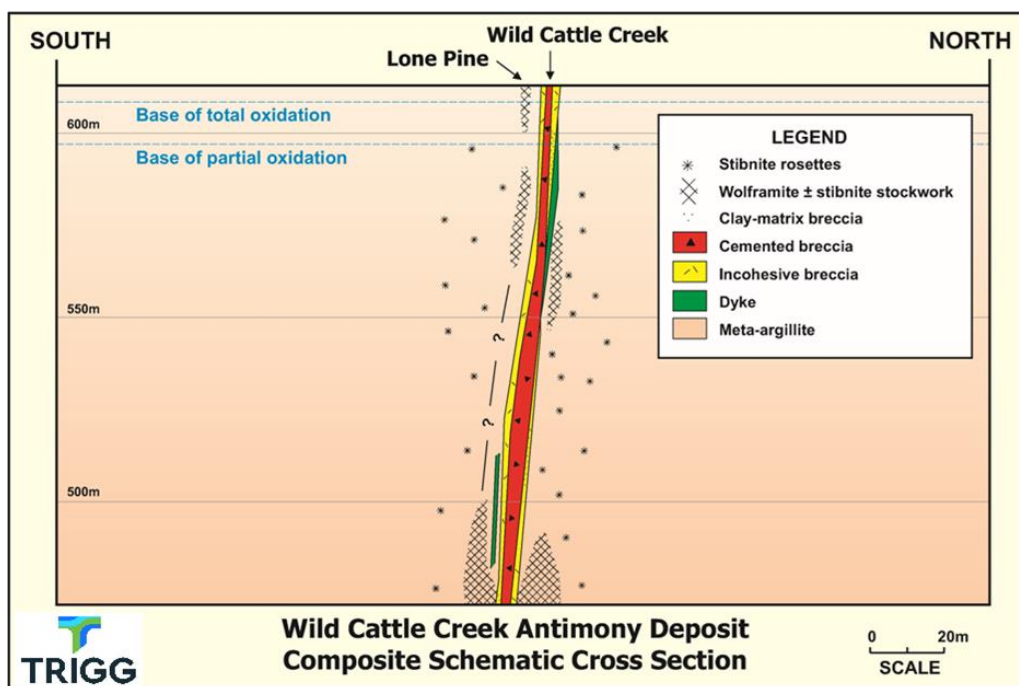 SOUTH
Wild Cattle Creek
NORTH
Lone Pine
Base of total oxidation
600m
Base of partial oxidation
LEGEND
Stibnite rosettes
Wolframite ± stibnite stockwork
Clay-matrix breccia
Cemented breccia
Incohesive breccia
Dyke
Meta-argillite
550m
?
?
500m
TRIGG
Wild Cattle Creek Antimony Deposit
Composite Schematic Cross Section
0 20m
SCALE